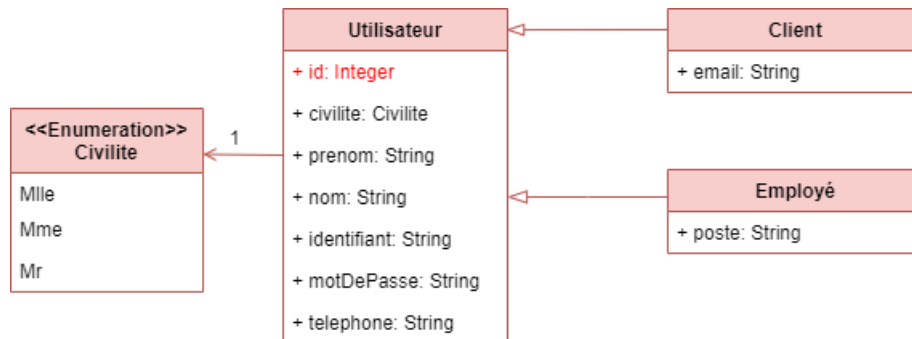 <<Enumeration>>
Civilite
Mlle
Mme
Mr
1
Utilisateur
+ id: Integer
+ civilite: Civilite
+ prenom: String
+ nom: String
+ identifiant: String
+ motDePasse: String
+ telephone: String
Client
+ email: String
Employé
+ poste: String